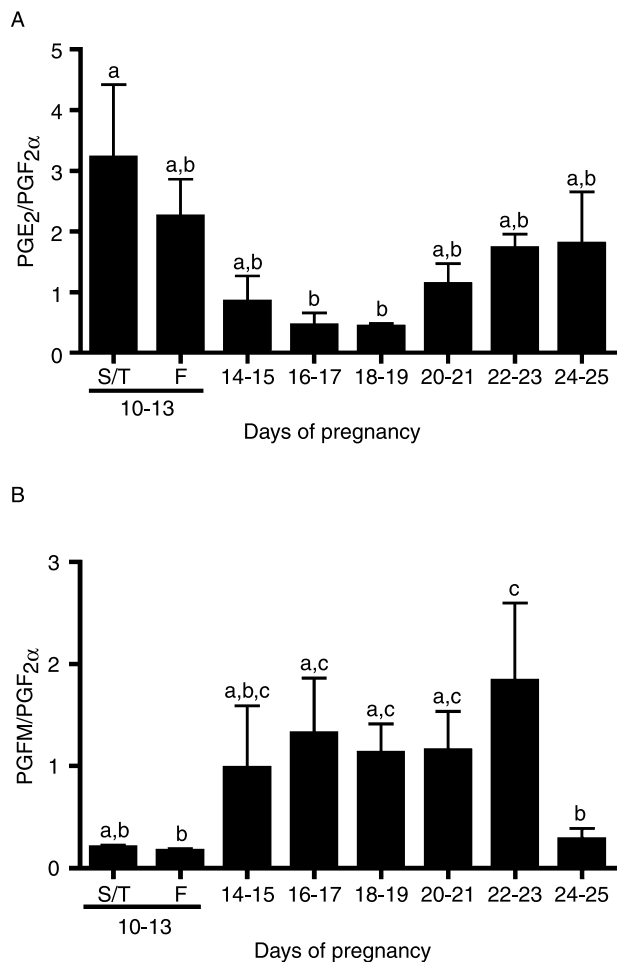 A
5
4
3
2
1
0
PGE2/PGF2α
a
a,b
a,b
b
b
a,b
a,b
a,b
S/T F 14-15 16-17 18-19 20-21 22-23 24-25
10-13
Days of pregnancy
B
3
2
1
0
PGFM/PGF2α
a,b
b
a,b,c
a,c
a,c
a,c
c
b
S/T F 14-15 16-17 18-19 20-21 22-23 24-25
10-13
Days of pregnancy